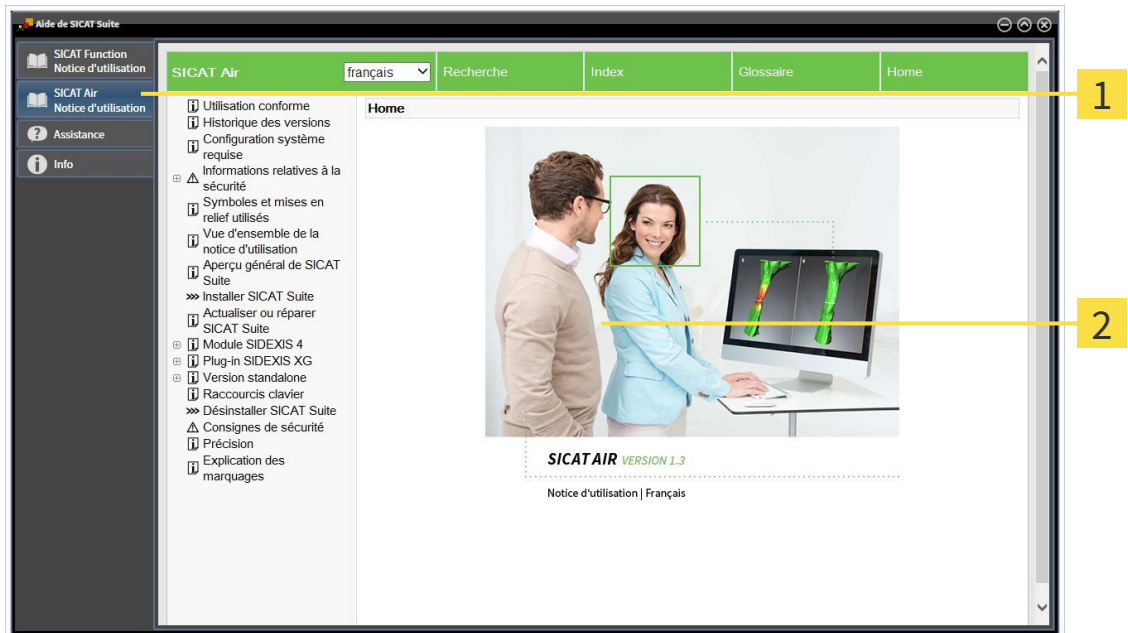 Aide de SICAT Suite
SICAT Function
Notice d'utilisation
SICAT Air
Notice d'utilisation
Assistance
Info
SICAT Air
français
Recherche
Index
Glossaire
Home
Utilisation conforme
Historique des versions
Configuration système
requise
Informations relatives à la
sécurité
Symboles et mises en
relief utilisés
Vue d'ensemble de la
notice d'utilisation
Aperçu général de SICAT
Suite
Installer SICAT Suite
Actualiser ou réparer
SICAT Suite
Module SIDEXIS 4
Plug-in SIDEXIS XG
Version standalone
Raccourcis clavier
Désinstaller SICAT Suite
Consignes de sécurité
Précision
Explication des
marquages
Home
SICAT AIR VERSION 1.3
Notice d'utilisation | Français
1
2